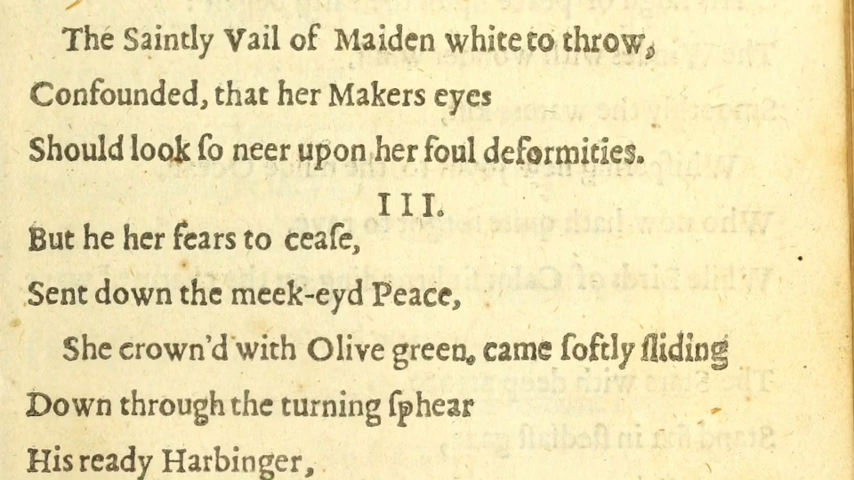 The Saintly Vail of Maiden white to throw,
Confounded, that her Makers eyes
Should look ſo neer upon her foul deformities.
III.
But he her fears to ceaſe,
Sent down the meek-eyd Peace,
She crown'd with Olive green, came ſoftly ſliding
Down through the turning ſphear
His ready Harbinger,